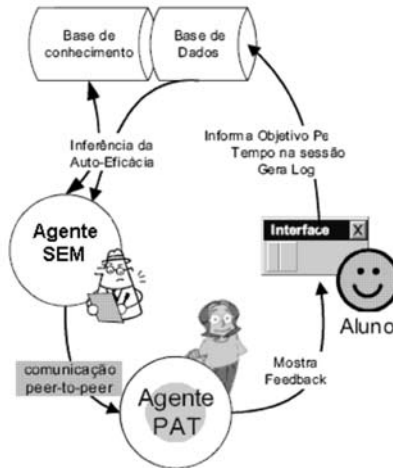 Base de
conhecimento
Base de
Dados
Inferência da
Auto-Eficácia
Informa Objetivo Pe
Tempo na sessão
Gera Log
Agente
SEM
Interface X
Aluno
comunicação
peer-to-peer
Agente
PAT
Mostra
Feedback